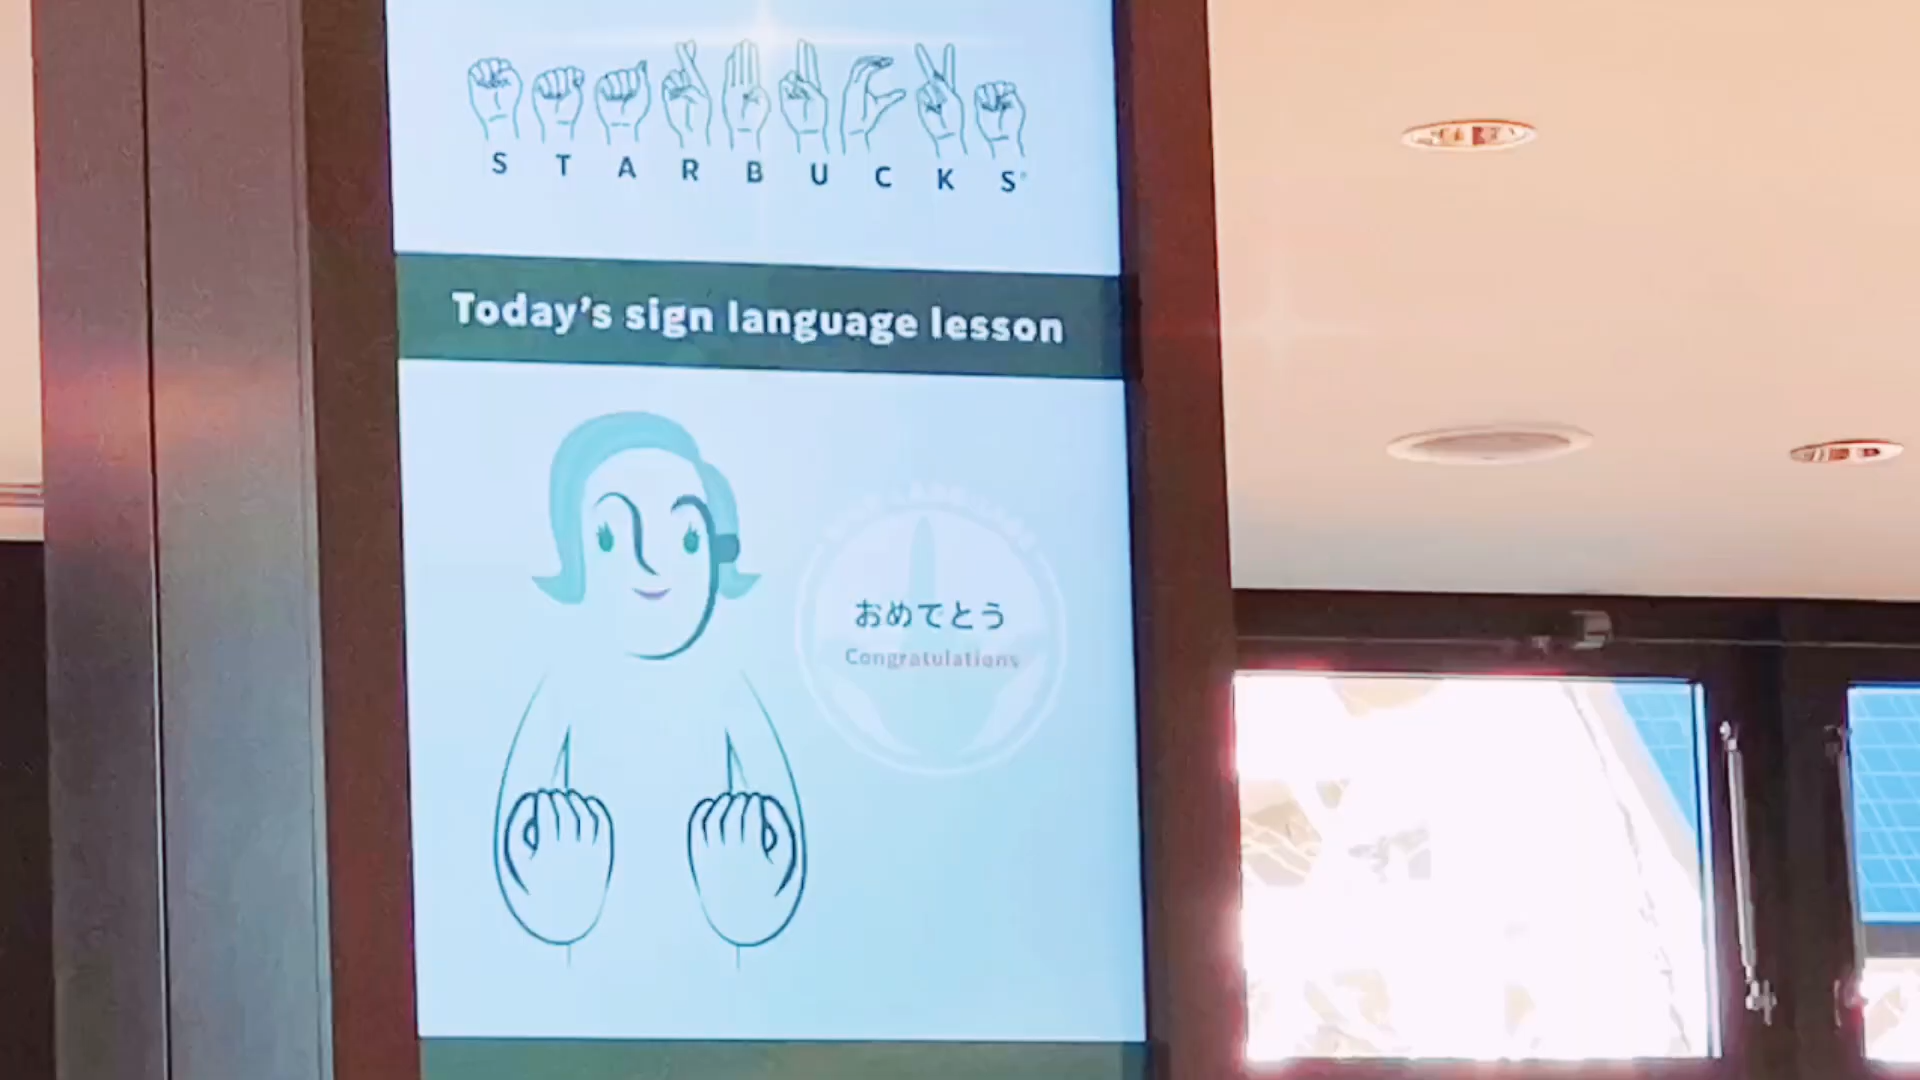 S T A R B U C K S
Today's sign language lesson
おめでとう
Congratulations